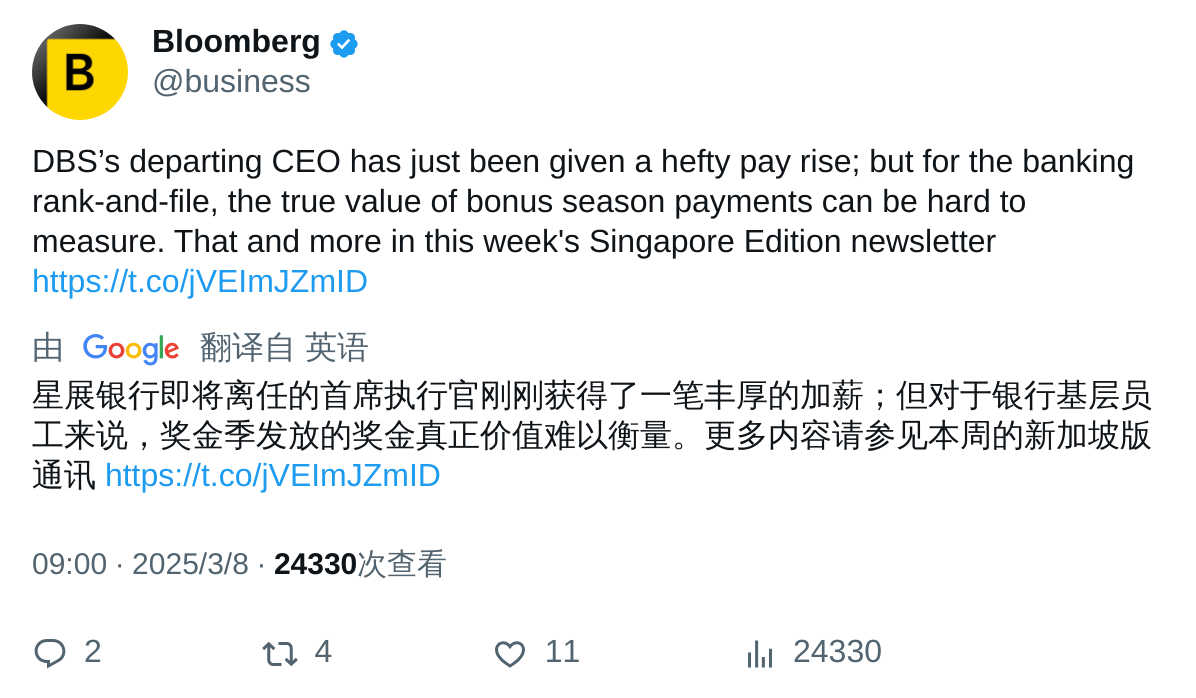 B
Bloomberg
@business
DBS’s departing CEO has just been given a hefty pay rise; but for the banking
rank-and-file, the true value of bonus season payments can be hard to
measure. That and more in this week's Singapore Edition newsletter
https://t.co/jVEImJZmID
由 Google 翻译自 英语
星展银行即将离任的首席执行官刚刚获得了一笔丰厚的加薪；但对于银行基层员
工来说，奖金季发放的奖金真正价值难以衡量。更多内容请参见本周的新加坡版
通讯 https://t.co/jVEImJZmID
09:00 · 2025/3/8 · 24330次查看
2 4 11 24330